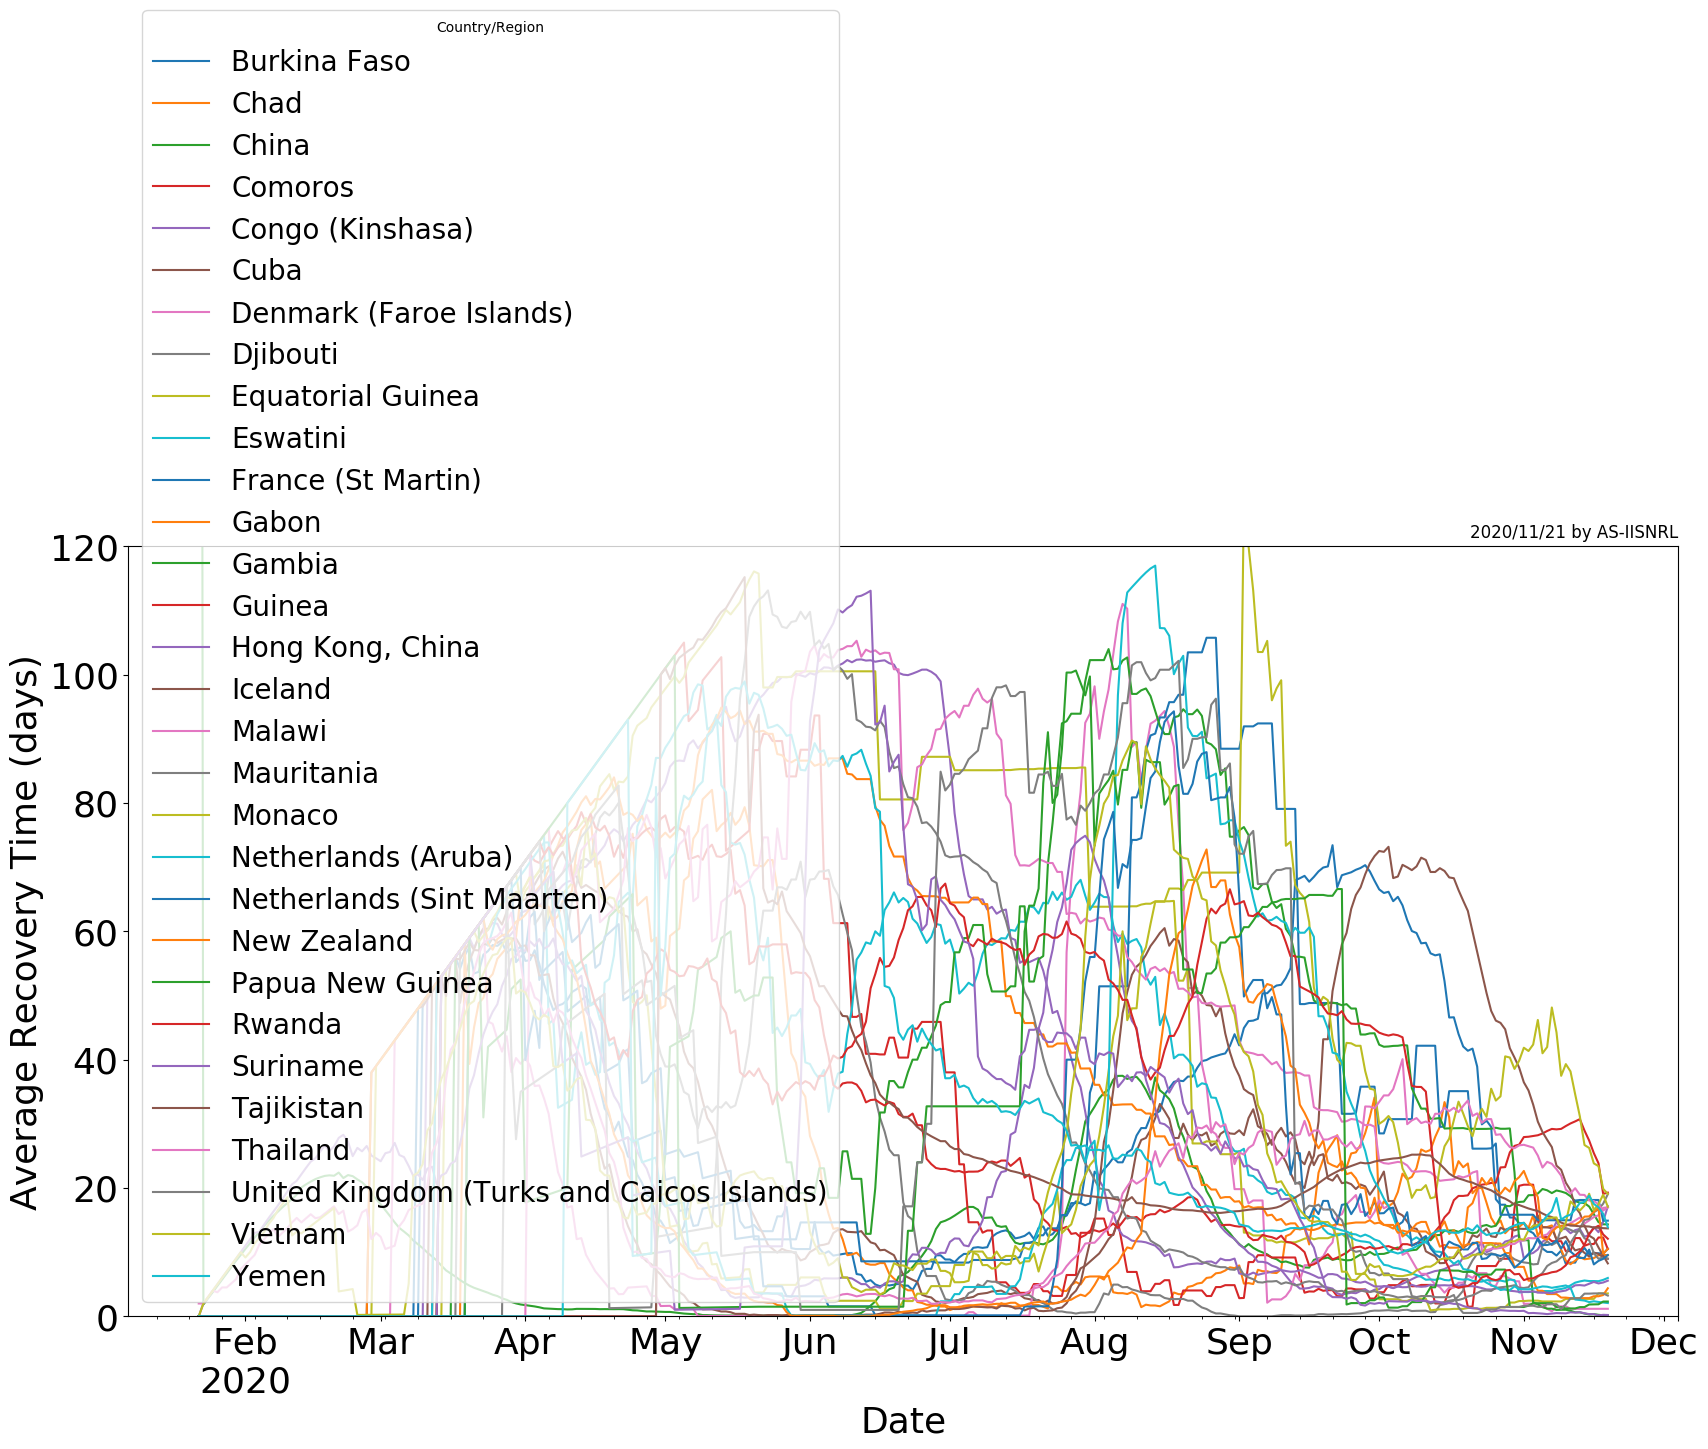 Country/Region
Burkina Faso
Chad
China
Comoros
Congo (Kinshasa)
Cuba
Denmark (Faroe Islands)
Djibouti
Equatorial Guinea
Eswatini
France (St Martin)
Gabon
Gambia
Guinea
Hong Kong, China
Iceland
Malawi
Mauritania
Monaco
Netherlands (Aruba)
Netherlands (Sint Maarten)
New Zealand
Papua New Guinea
Rwanda
Suriname
Tajikistan
Thailand
United Kingdom (Turks and Caicos Islands)
Vietnam
Yemen
2020/11/21 by AS-IISNRL
Average Recovery Time (days)
120
100
80
60
40
20
0
Feb Mar Apr May Jun Jul Aug Sep Oct Nov Dec
2020
Date